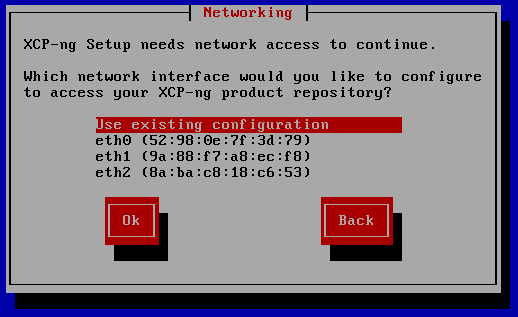 Networking
XCP-ng Setup needs network access to continue.
Which network interface would you like to configure
to access your XCP-ng product repository?
Use existing configuration
eth0 (52:98:0e:7f:3d:79)
eth1 (9a:88:f7:a8:ec:f8)
eth2 (8a:ba:c8:18:c6:53)
Ok Back